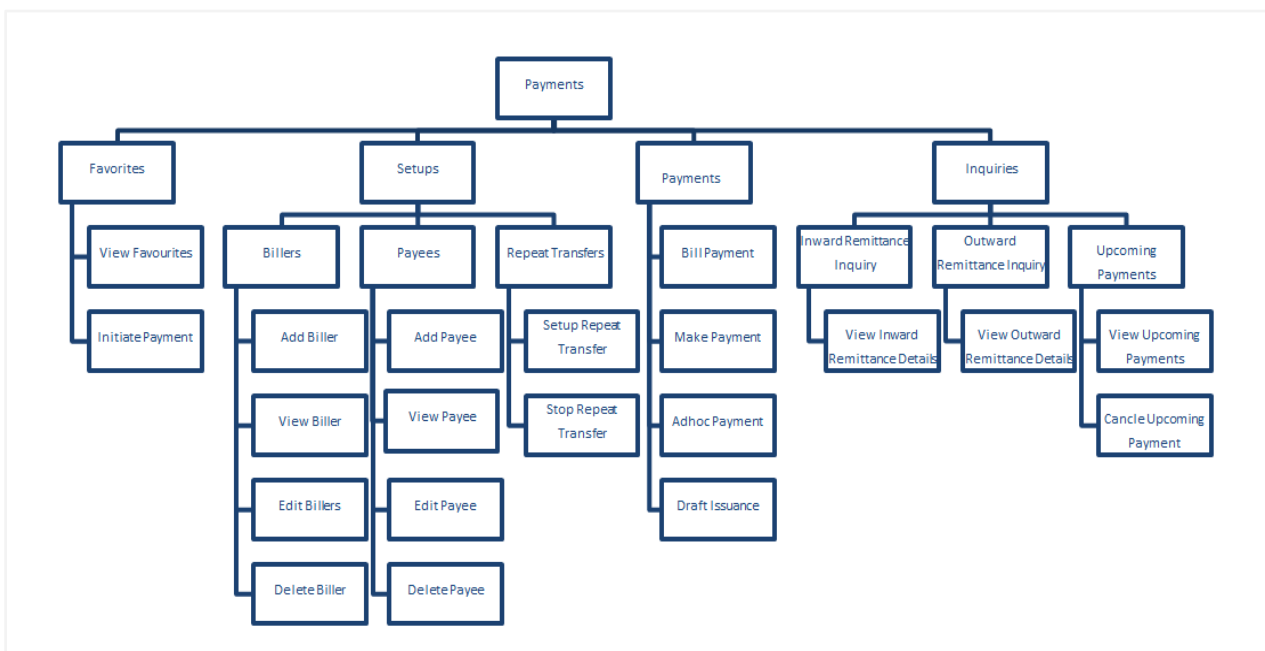 Payments
Favorites
Setups
Payments
Inquiries
View Favourites
Billers
Payees
Repeat Transfers
Bill Payment
Inward Remittance
Inquiry
Outward
Remittance Inquiry
Upcoming
Payments
Initiate Payment
Add Biller
Add Payee
Setup Repeat
Transfer
Make Payment
View Inward
Remittance Details
View Outward
Remittance Details
View Upcoming
Payments
View Biller
View Payee
Stop Repeat
Transfer
Adhoc Payment
Cancle Upcoming
Payment
Edit Billers
Edit Payee
Draft Issuance
Delete Biller
Delete Payee